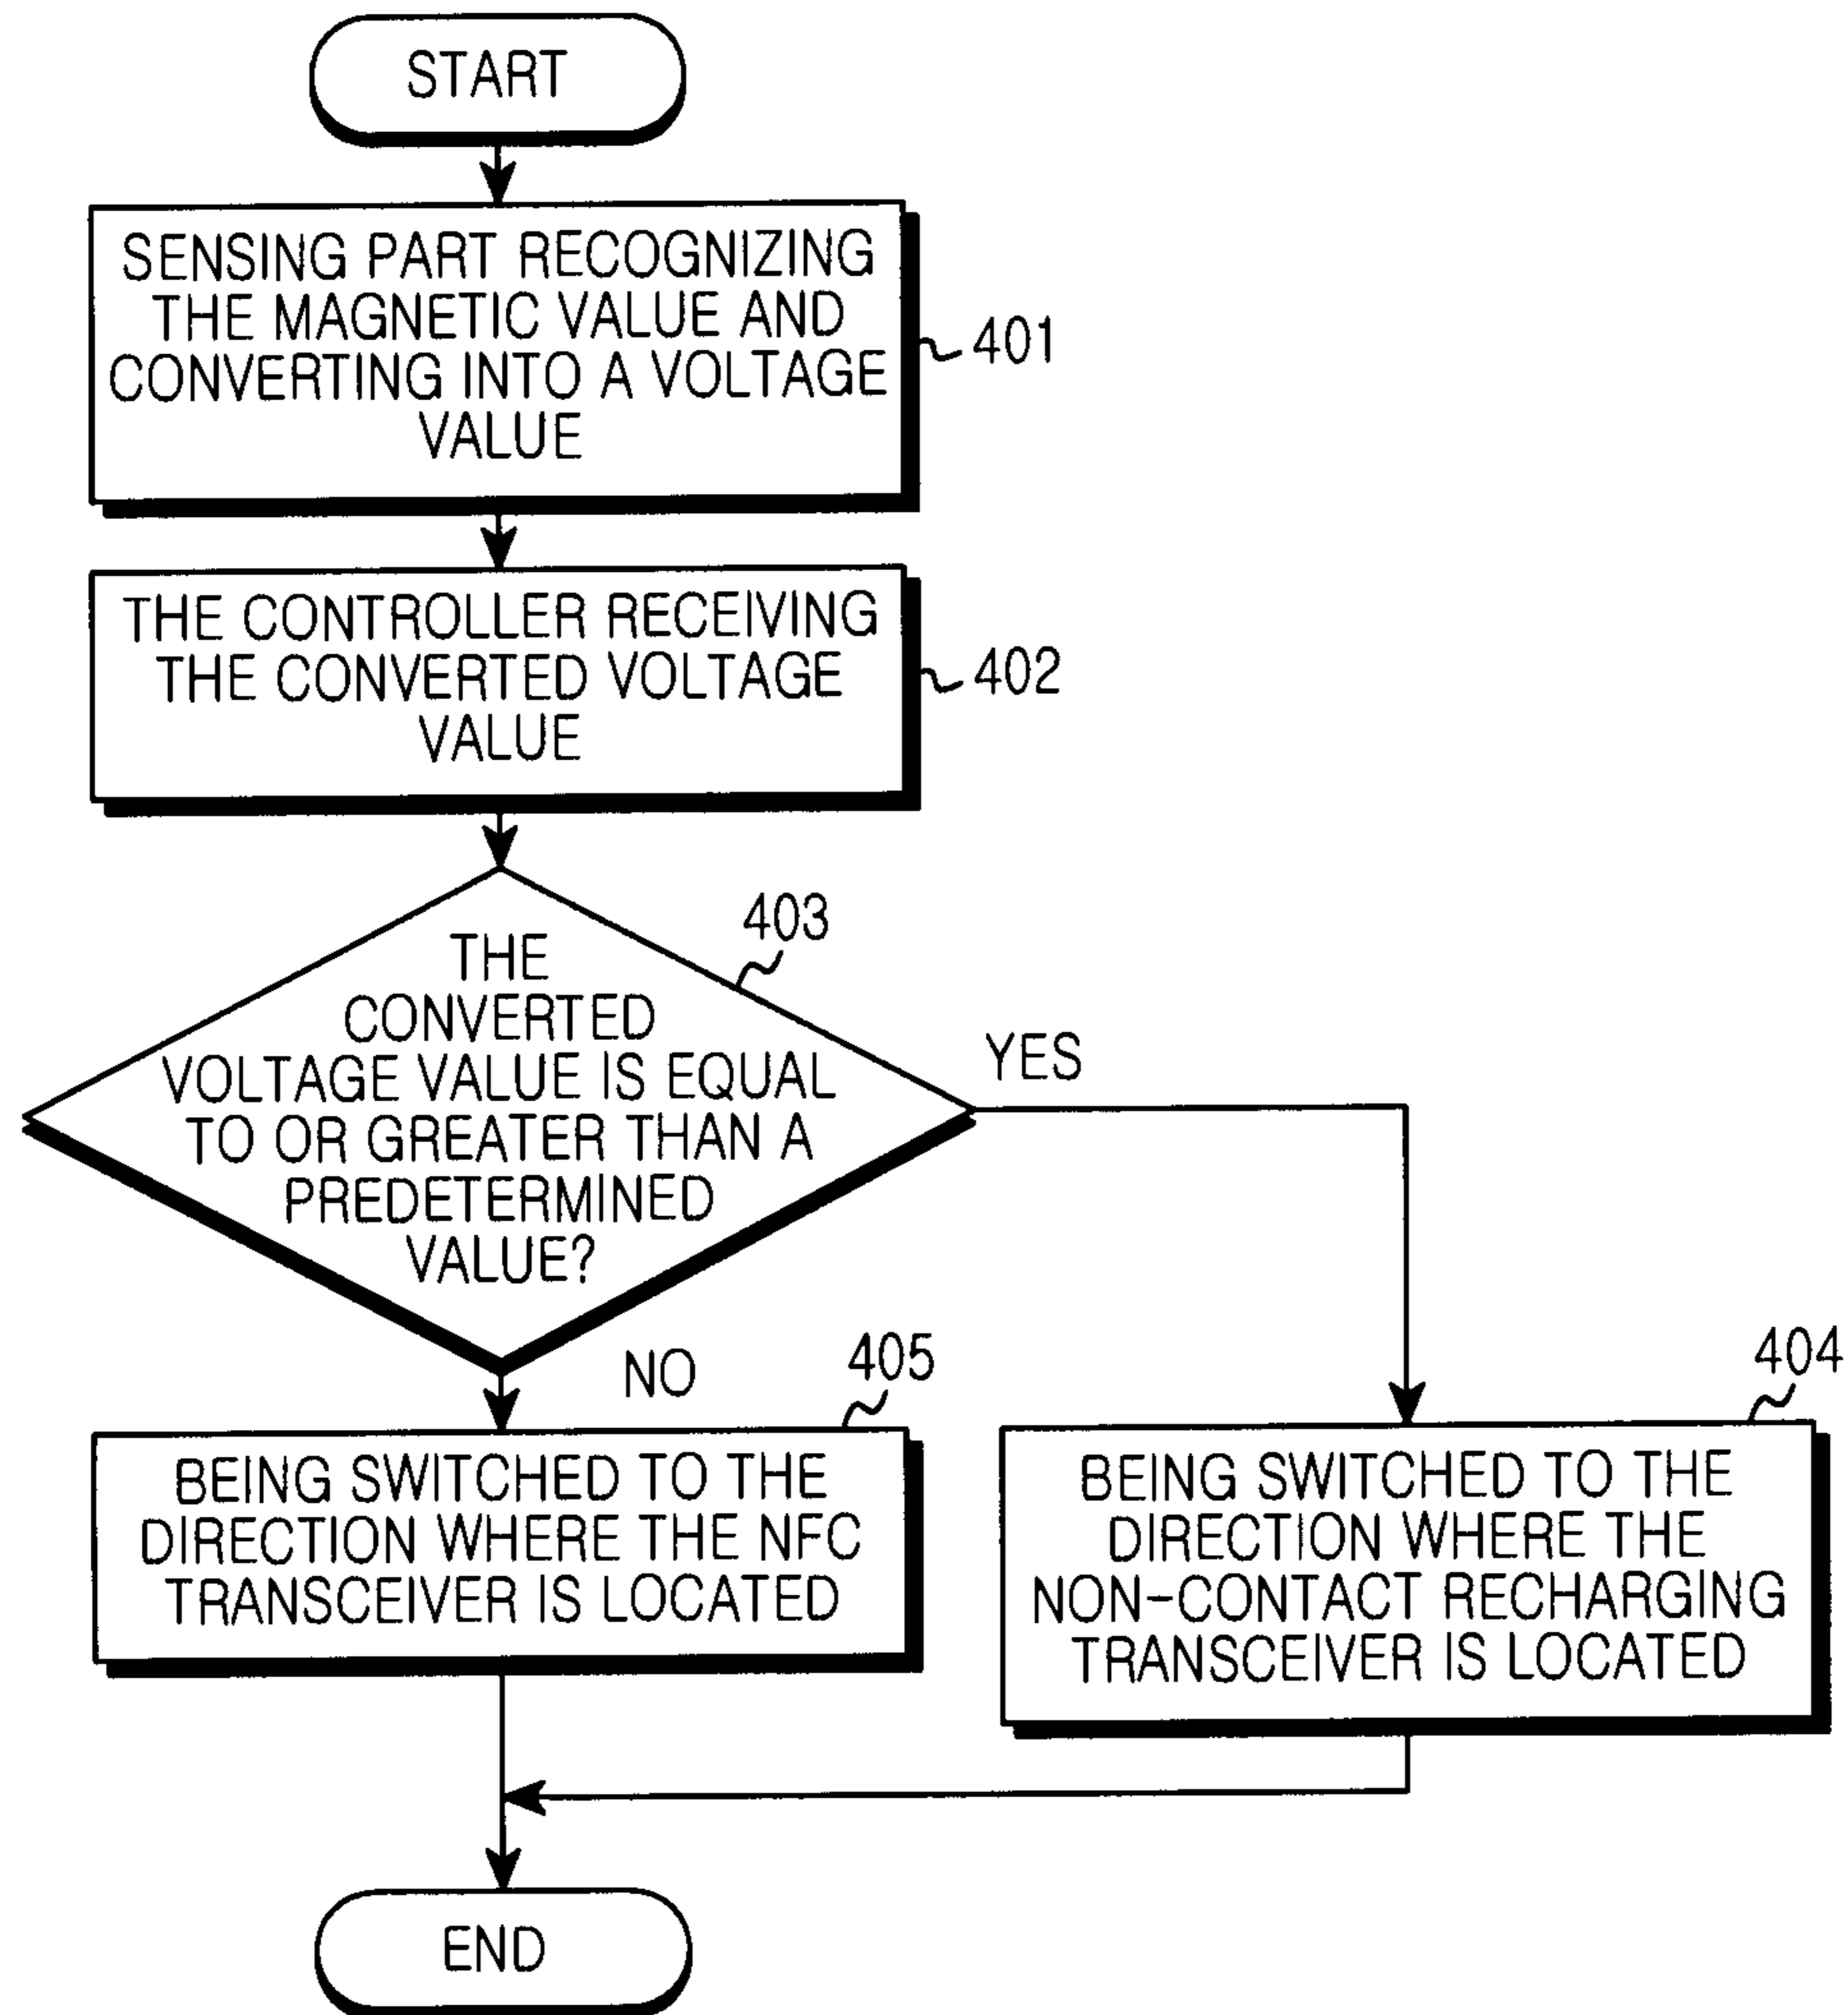 START
SENSING PART RECOGNIZING
THE MAGNETIC VALUE AND
CONVERTING INTO A VOLTAGE
VALUE
401
THE CONTROLLER RECEIVING
THE CONVERTED VOLTAGE
VALUE
402
403
THE
CONVERTED
VOLTAGE VALUE IS EQUAL
TO OR GREATER THAN A
PREDETERMINED
VALUE?
YES
NO
405
BEING SWITCHED TO THE
DIRECTION WHERE THE NFC
TRANSCEIVER IS LOCATED
404
BEING SWITCHED TO THE
DIRECTION WHERE THE
NON-CONTACT RECHARGING
TRANSCEIVER IS LOCATED
END